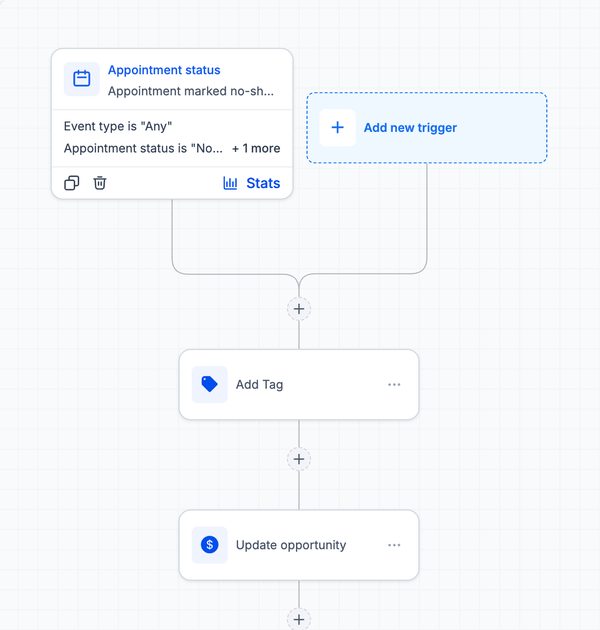 Appointment status
Appointment marked no-sh...
Event type is "Any"
Appointment status is "No... + 1 more
Stats
Add new trigger
Add Tag
Update opportunity